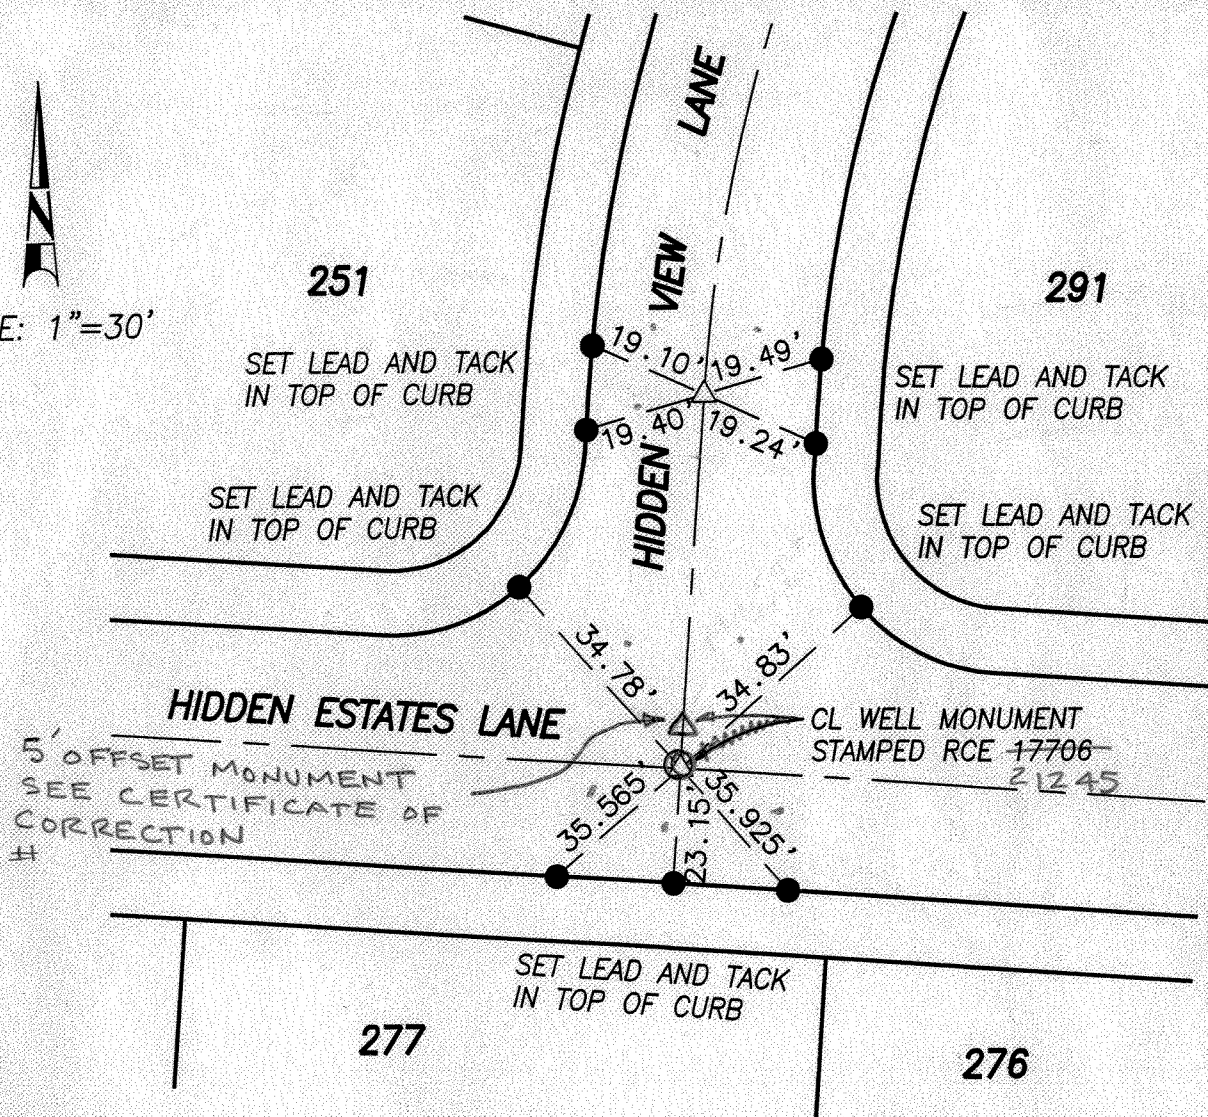 LANE
VIEW
HIDDEN
N
E: 1"=30'
251
291
SET LEAD AND TACK
IN TOP OF CURB
19.10'
19.49'
19.40'
19.24'
SET LEAD AND TACK
IN TOP OF CURB
SET LEAD AND TACK
IN TOP OF CURB
SET LEAD AND TACK
IN TOP OF CURB
34.78'
34.83'
HIDDEN ESTATES LANE
CL WELL MONUMENT
STAMPED RCE 17706
21245
5' OFFSET MONUMENT
SEE CERTIFICATE OF
CORRECTION
#
35.565'
23.15'
35.925'
SET LEAD AND TACK
IN TOP OF CURB
277
276